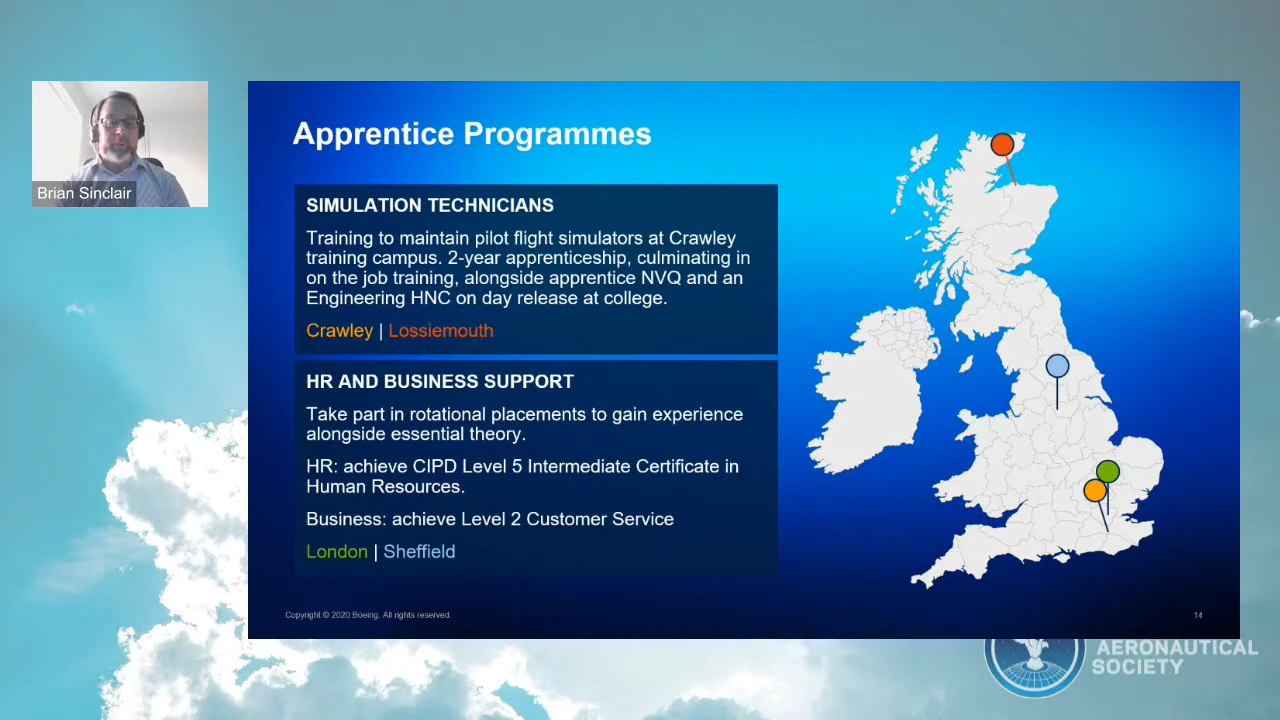 Brian Sinclair
Apprentice Programmes
SIMULATION TECHNICIANS
Training to maintain pilot flight simulators at Crawley
training campus. 2-year apprenticeship, culminating in
on the job training, alongside apprentice NVQ and an
Engineering HNC on day release at college.
Crawley | Lossiemouth
HR AND BUSINESS SUPPORT
Take part in rotational placements to gain experience
alongside essential theory.
HR: achieve CIPD Level 5 Intermediate Certificate in
Human Resources.
Business: achieve Level 2 Customer Service
London | Sheffield
Copyright © 2020 Boeing. All rights reserved.
14
AERONAUTICAL
SOCIETY